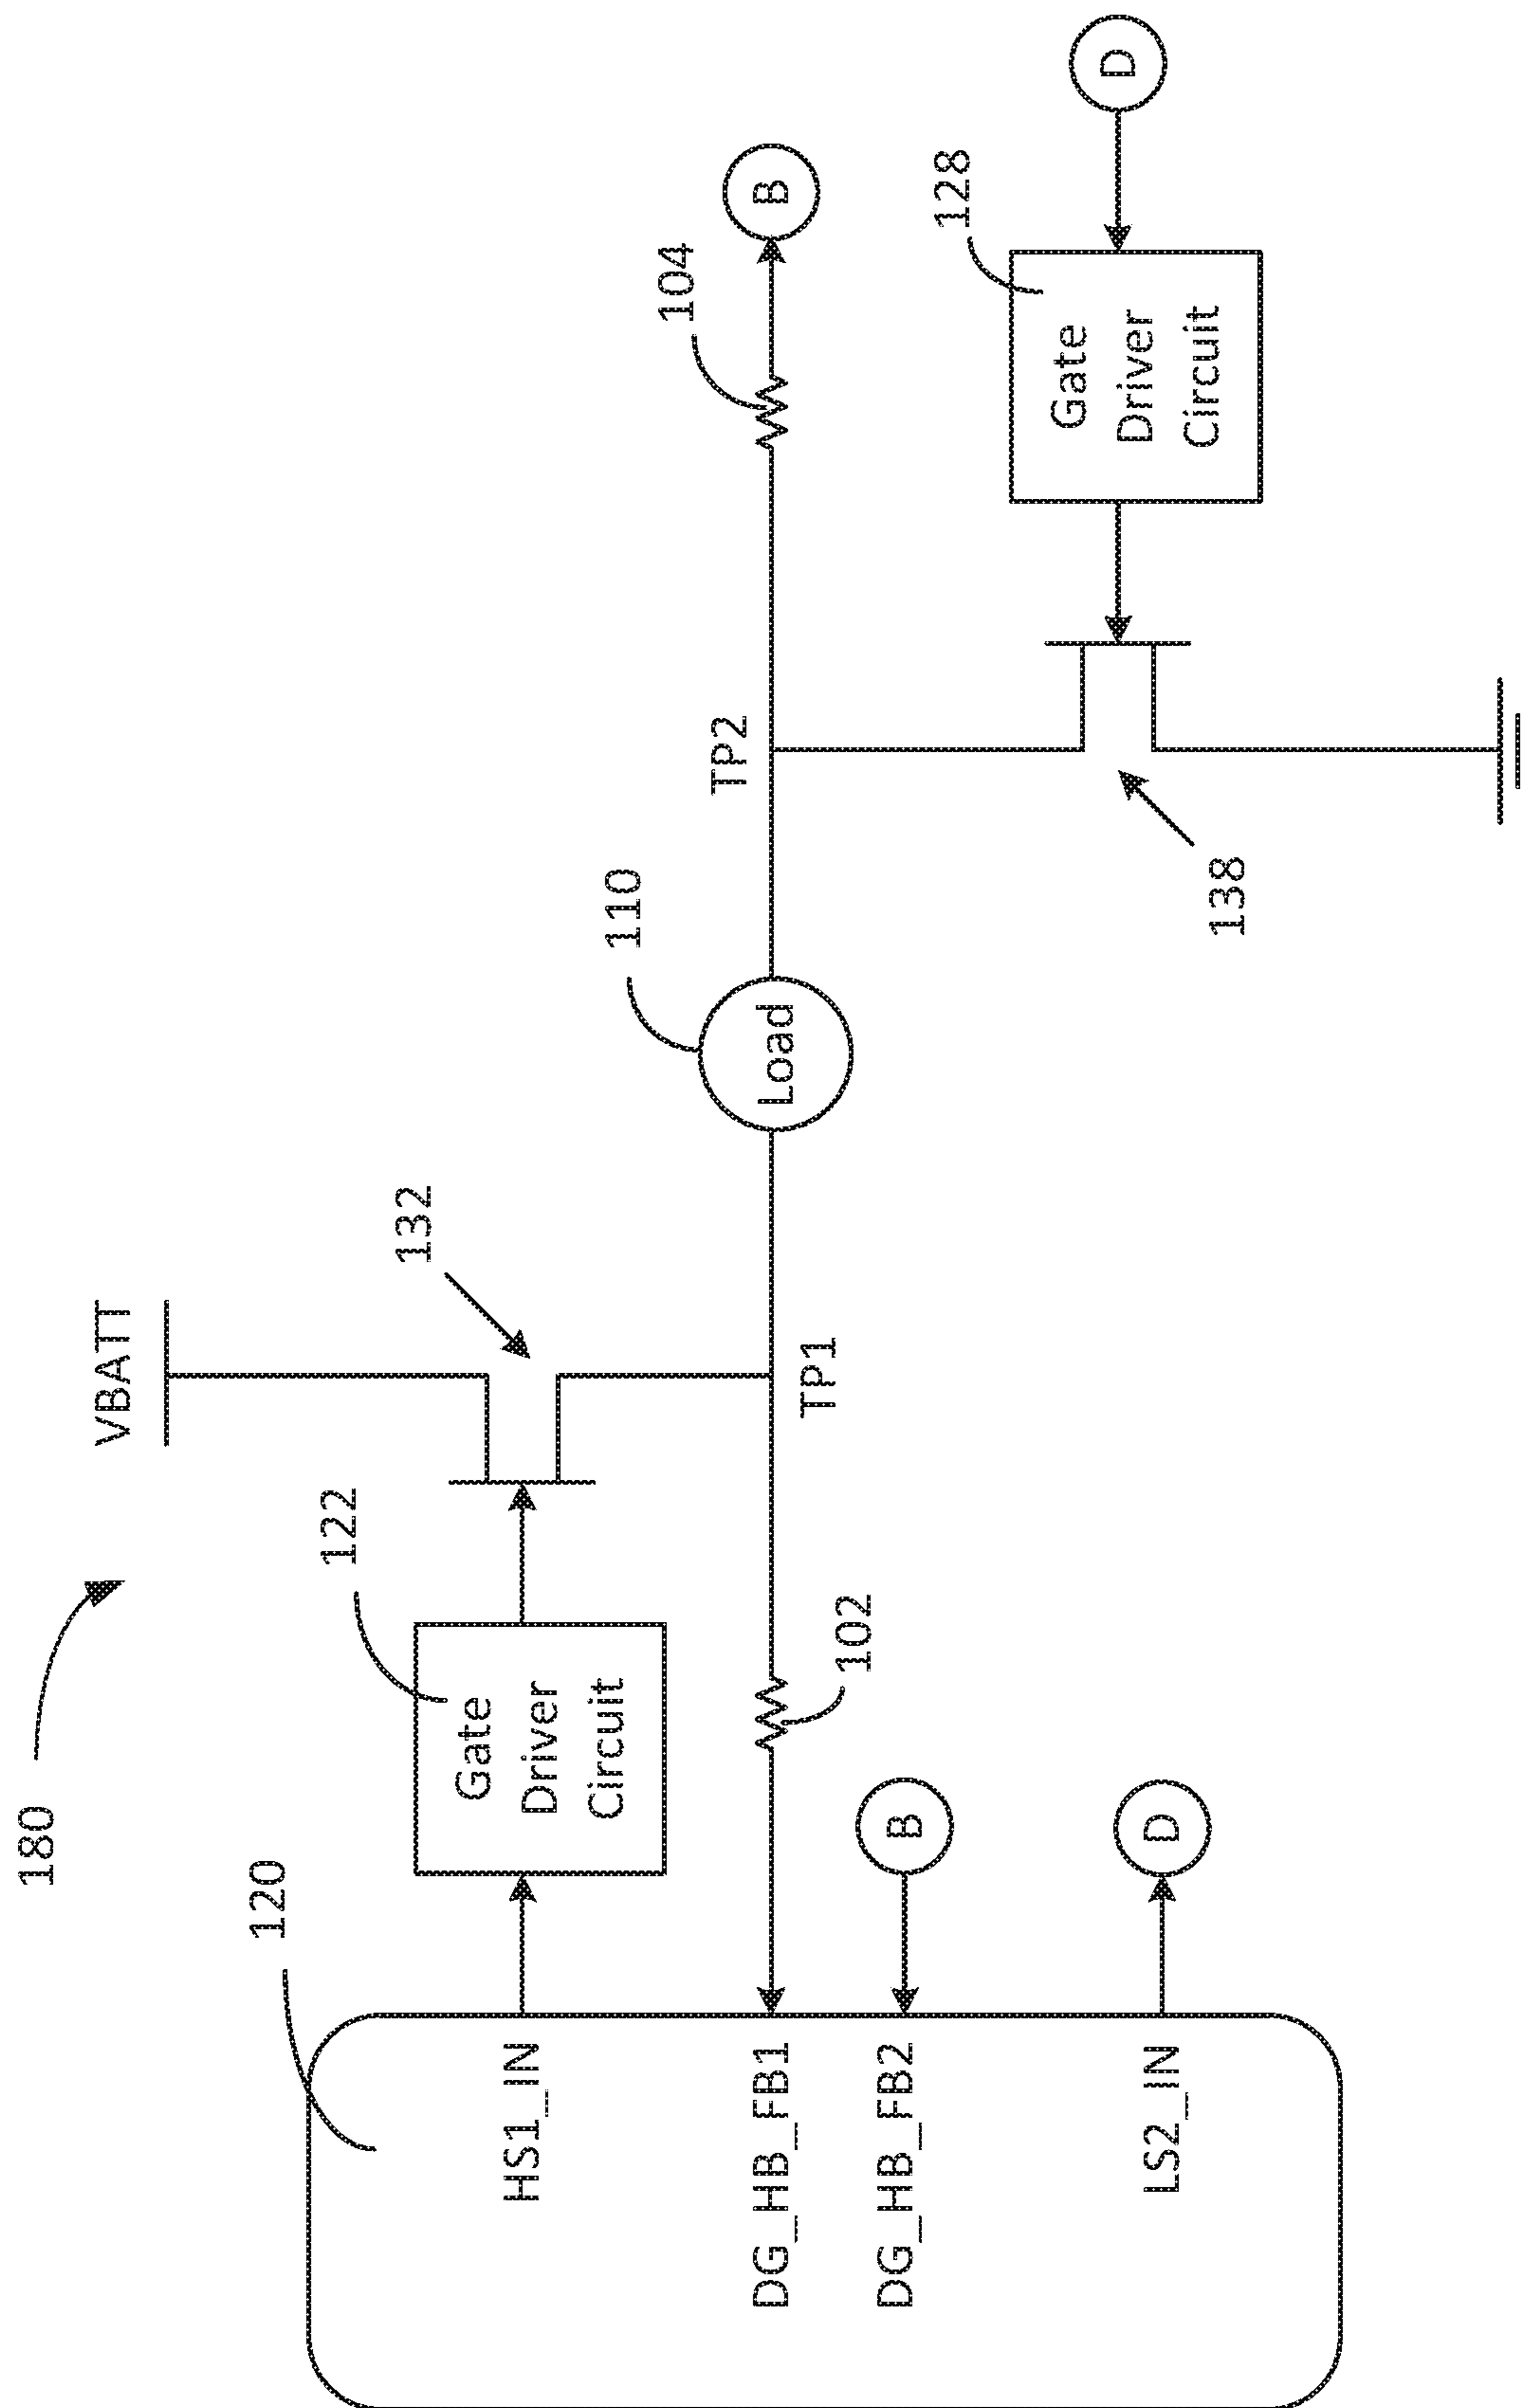 180
VBATT
120
122
132
Gate
Driver
Circuit
HS1_IN
110
104
TP2
Load
B
DG_HB_FB1
102
TP1
DG_HB_FB2
B
128
Gate
Driver
Circuit
D
LS2_IN
D
138